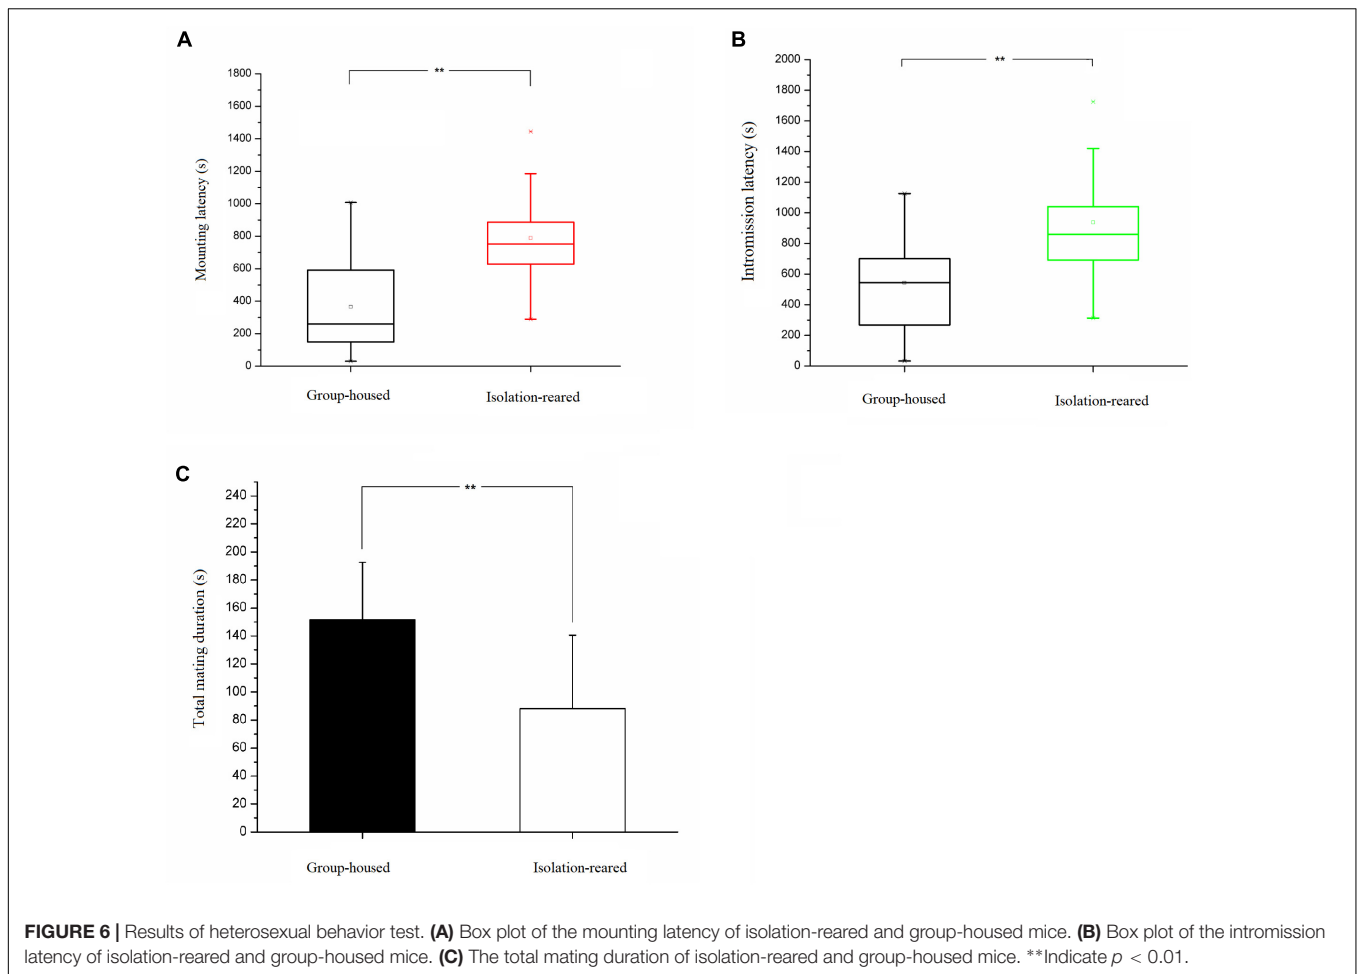 A
**
1800
1600
1400
1200
1000
800
600
400
200
0
Mounting latency (s)
Group-housed
Isolation-reared
B
**
2000
1800
1600
1400
1200
1000
800
600
400
200
0
Intromission latency (s)
Group-housed
Isolation-reared
C
**
240
220
200
180
160
140
120
100
80
60
40
20
0
Total mating duration (s)
Group-housed
Isolation-reared
FIGURE 6 | Results of heterosexual behavior test. (A) Box plot of the mounting latency of isolation-reared and group-housed mice. (B) Box plot of the intromission
latency of isolation-reared and group-housed mice. (C) The total mating duration of isolation-reared and group-housed mice. **Indicate p < 0.01.